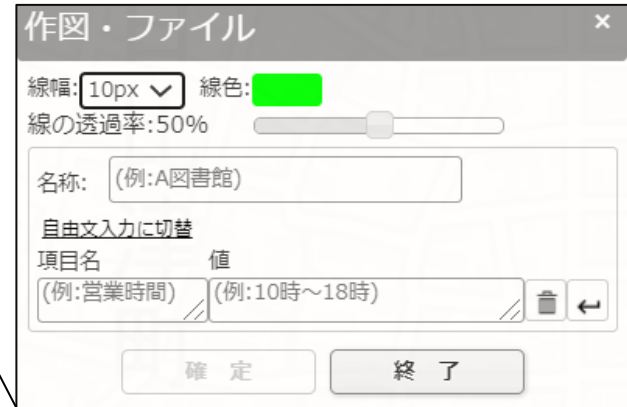 作図・ファイル ×
線幅: 10px 線色:
線の透過率:50%
名称: (例:A図書館)
自由文入力に切替
項目名 値
(例:営業時間) (例:10時～18時)
確 定 終 了